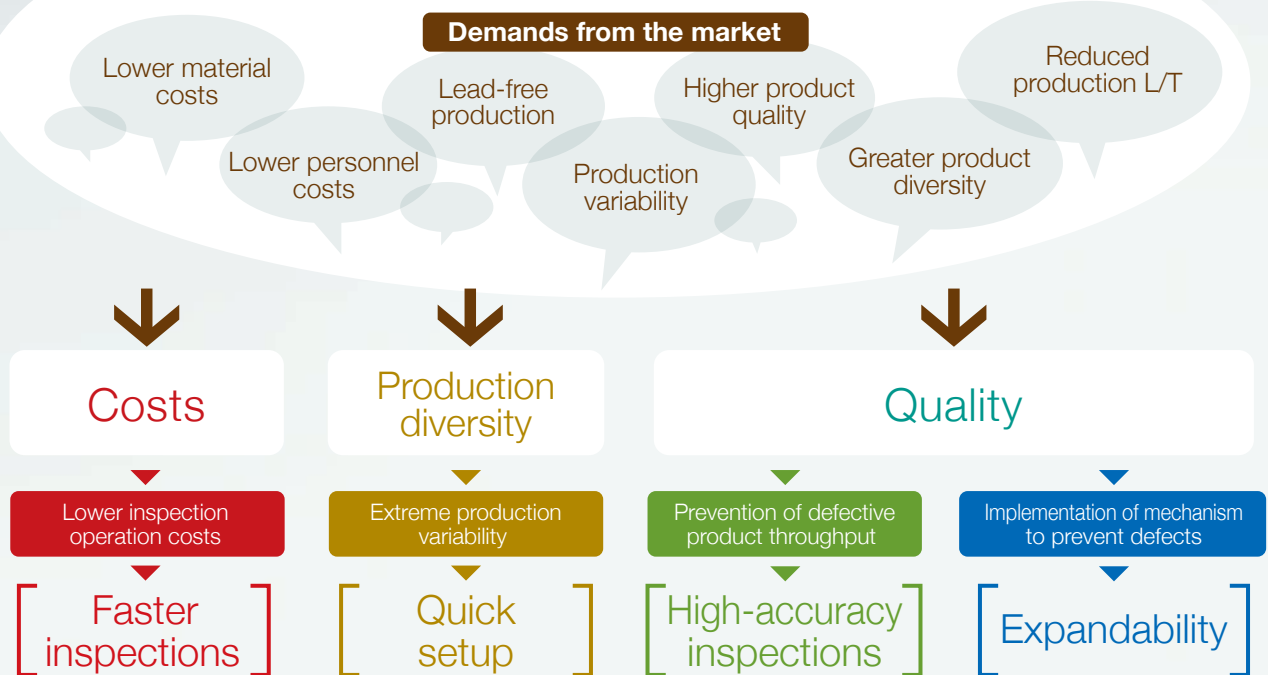 Demands from the market
Lower material
costs
Lead-free
production
Higher product
quality
Reduced
production L/T
Lower personnel
costs
Production
variability
Greater product
diversity
Costs
Production
diversity
Quality
Lower inspection
operation costs
Extreme production
variability
Prevention of defective
product throughput
Implementation of mechanism
to prevent defects
Faster
inspections
Quick
setup
High-accuracy
inspections
Expandability